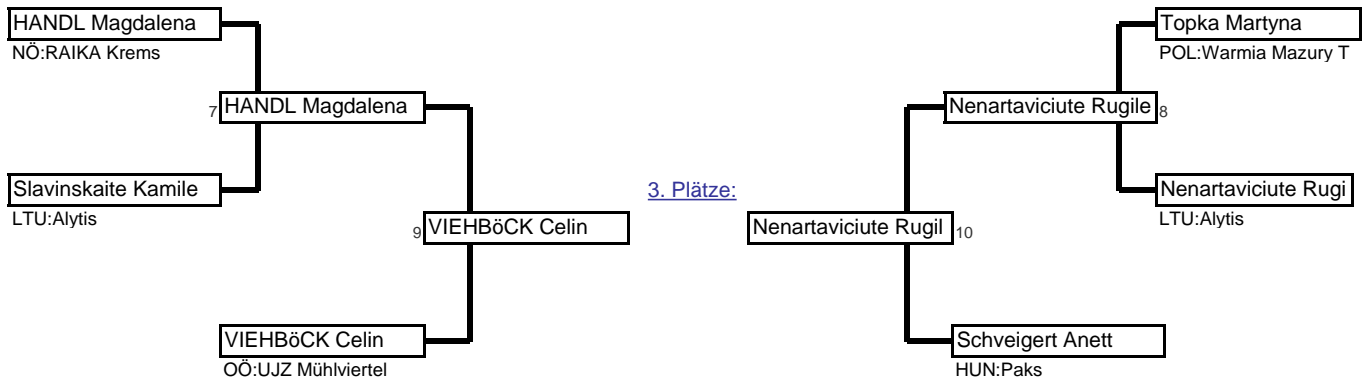 HANDL Magdalena
NÖ:RAIKA Krems
7 HANDL Magdalena
Slavinskaite Kamile
LTU:Alytis
9 VIEHBöCK Celin
VIEHBöCK Celin
OÖ:UJZ Mühlviertel
3. Plätze:
Topka Martyna
POL:Warmia Mazury T
Nenartaviciute Rugile 8
Nenartaviciute Rugi
LTU:Alytis
Nenartaviciute Rugil 10
Schveigert Anett
HUN:Paks